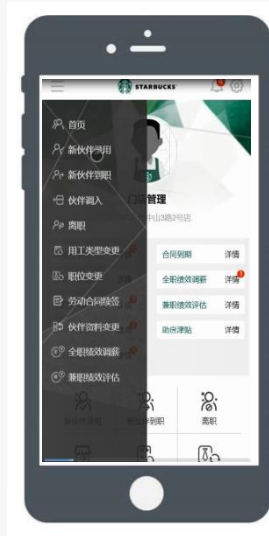 STARBUCKS
首页
新伙伴录用
新伙伴到职
伙伴调入
离职
用工类型变更
职位变更
劳动合同续签
伙伴资料变更
全职绩效调薪
兼职绩效评估
管理
合同到期 详情
全职绩效调薪 详情
兼职绩效评估 详情
助房津贴 详情
离职